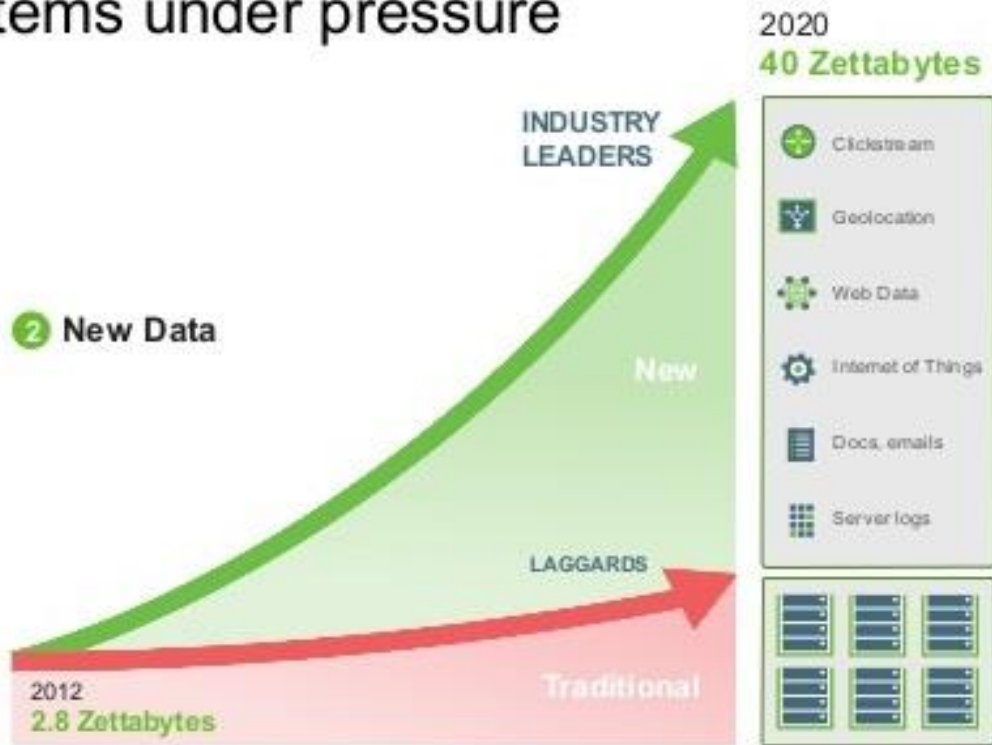 tems under pressure
2020
40 Zettabytes
INDUSTRY
LEADERS
Clickstream
Geolocation
Web Data
Internet of Things
Docs, emails
Server logs
2 New Data
New
LAGGARDS
Traditional
2012
2.8 Zettabytes